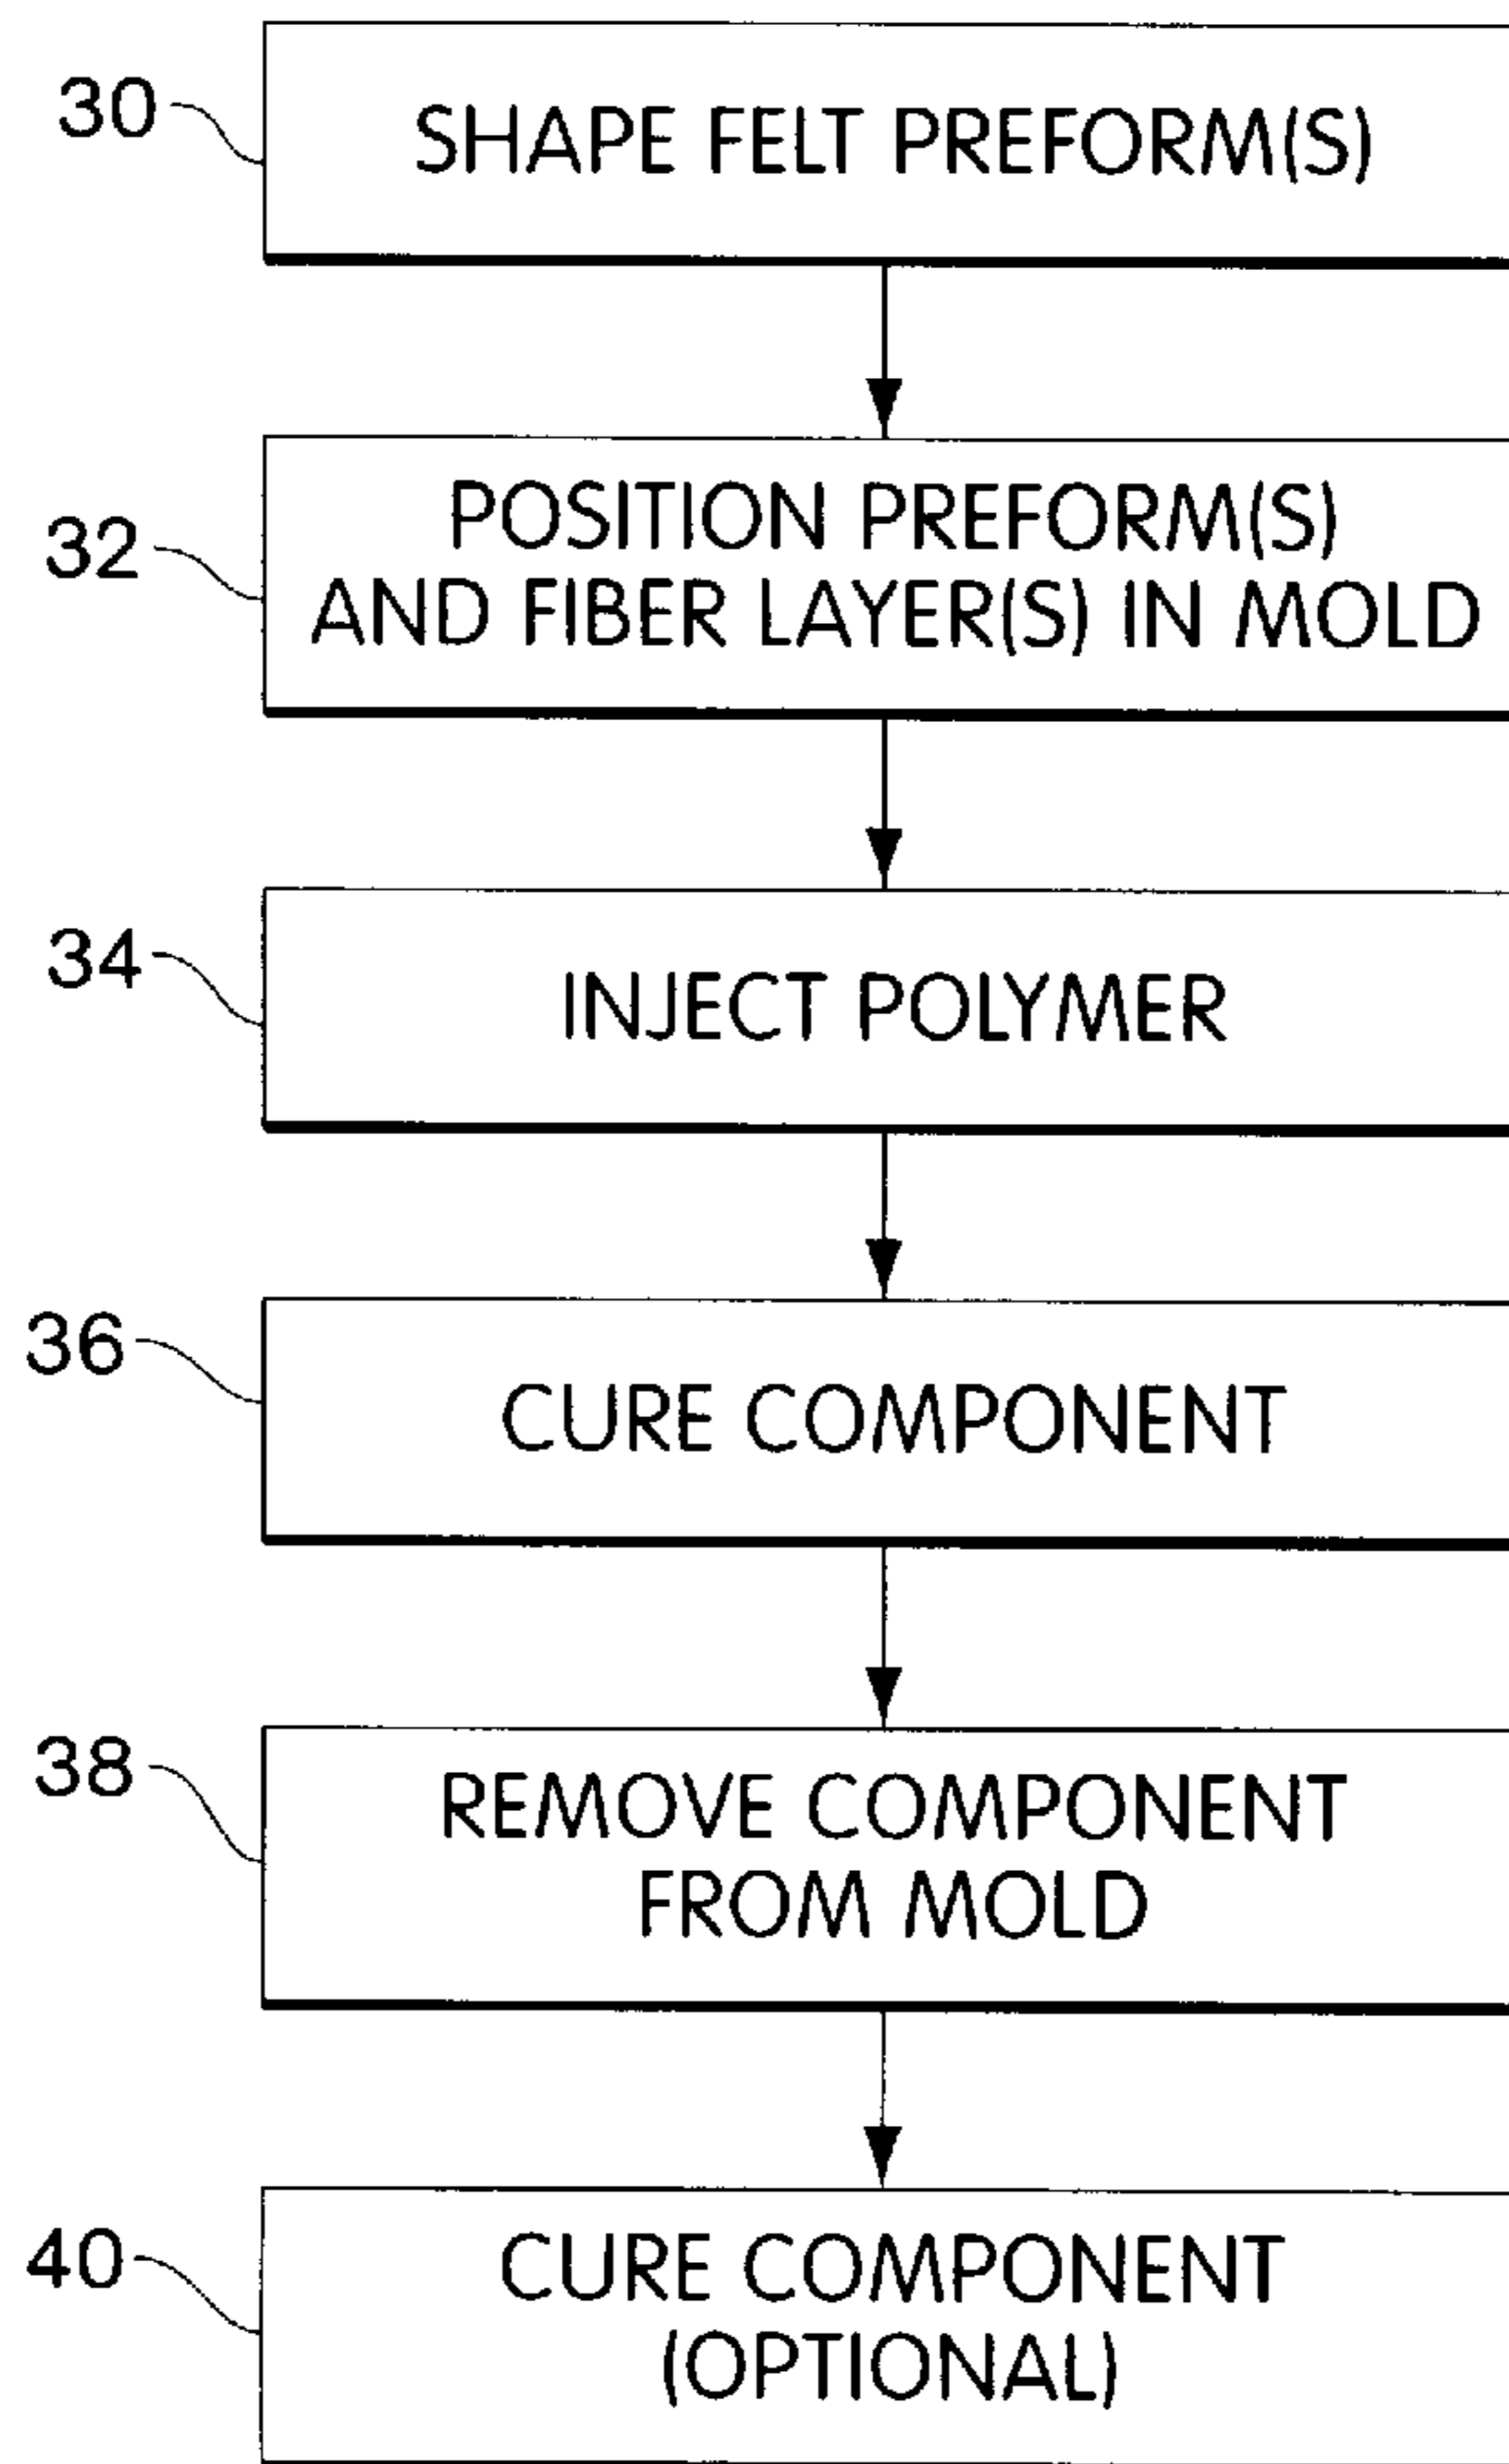 30
SHAPE FELT PREFORM(S)
32
POSITION PREFORM(S)
AND FIBER LAYER(S) IN MOLD
34
INJECT POLYMER
36
CURE COMPONENT
38
REMOVE COMPONENT
FROM MOLD
40
CURE COMPONENT
(OPTIONAL)